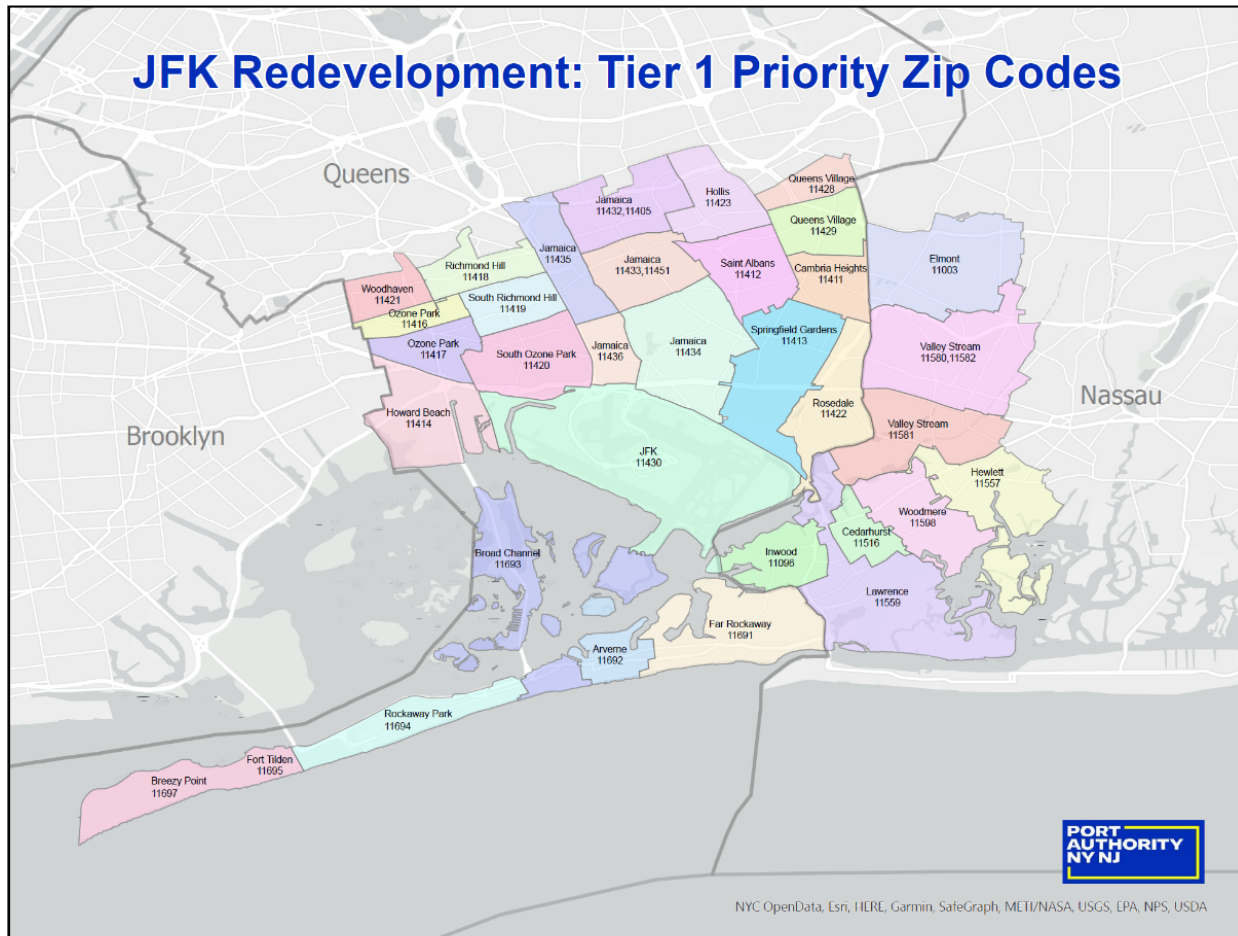 JFK Redevelopment: Tier 1 Priority Zip Codes
Queens
Brooklyn
Nassau
Queens Village
11428
Hollis
11423
Jamaica
11432,11405
Queens Village
11429
Jamaica
11435
Elmont
11003
Richmond Hill
11418
Jamaica
11433,11451
Saint Albans
11412
Cambria Heights
11411
Woodhaven
11421
South Richmond Hill
11419
Ozone Park
11416
Ozone Park
11417
South Ozone Park
11420
Jamaica
11436
Jamaica
11434
Springfield Gardens
11413
Valley Stream
11580,11582
Howard Beach
11414
Rosedale
11422
Valley Stream
11581
JFK
11430
Hewlett
11557
Woodmere
11598
Cedarhurst
11516
Broad Channel
11693
Inwood
11096
Lawrence
11559
Far Rockaway
11691
Arverne
11692
Rockaway Park
11694
Fort Tilden
11695
Breezy Point
11697
PORT
AUTHORITY
NY NJ
NYC OpenData, Esri, HERE, Garmin, SafeGraph, METI/NASA, USGS, EPA, NPS, USDA